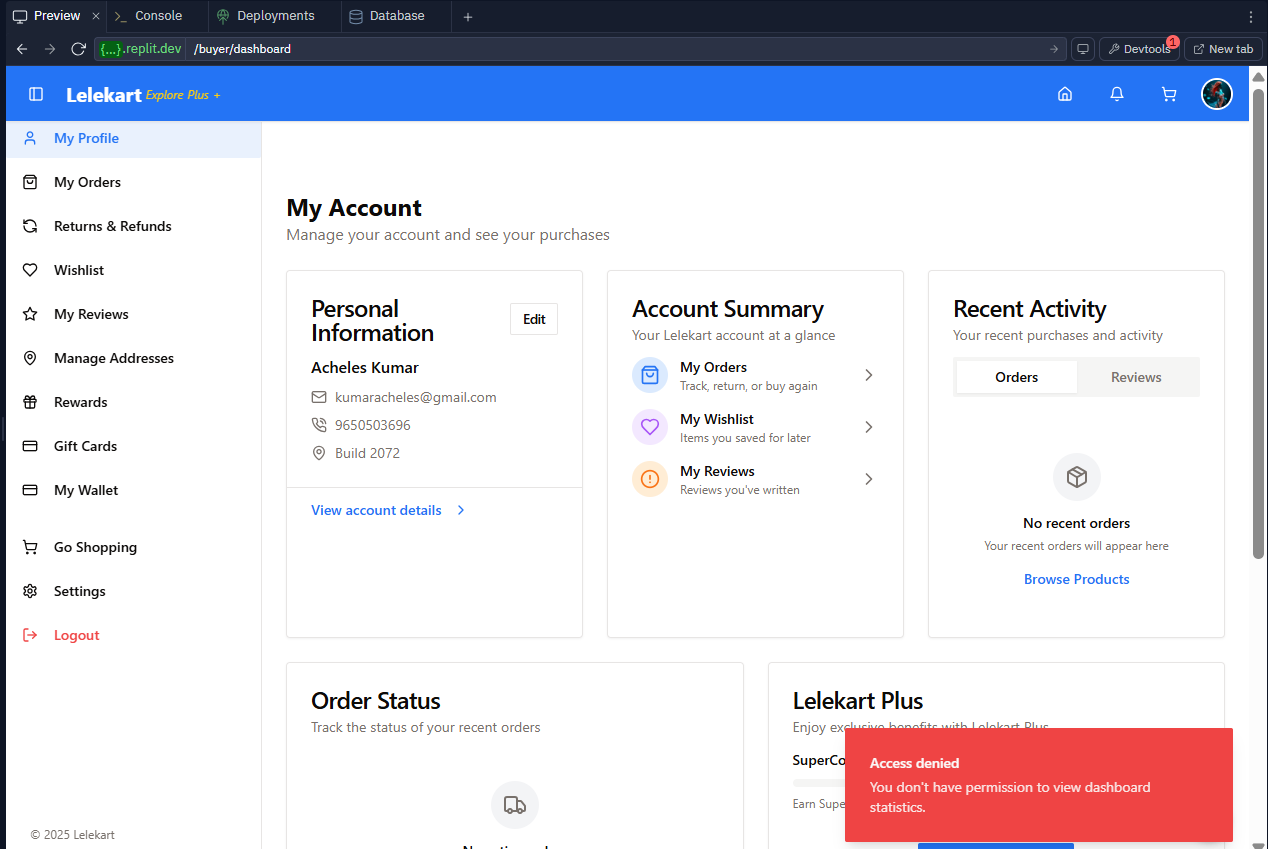 Preview
Console
Deployments
Database
{...}.replit.dev
/buyer/dashboard
Devtools
1
New tab
Lelekart Explore Plus +
My Profile
My Orders
Returns & Refunds
Wishlist
My Reviews
Manage Addresses
Rewards
Gift Cards
My Wallet
Go Shopping
Settings
Logout
© 2025 Lelekart
My Account
Manage your account and see your purchases
Personal
Information
Edit
Acheles Kumar
kumaracheles@gmail.com
9650503696
Build 2072
View account details
Account Summary
Your Lelekart account at a glance
My Orders
Track, return, or buy again
My Wishlist
Items you saved for later
My Reviews
Reviews you've written
Recent Activity
Your recent purchases and activity
Orders
Reviews
No recent orders
Your recent orders will appear here
Browse Products
Order Status
Track the status of your recent orders
Lelekart Plus
Enjoy exclusive benefits with Lelekart Plus
SuperCo
Earn Supe
Access denied
You don't have permission to view dashboard
statistics.